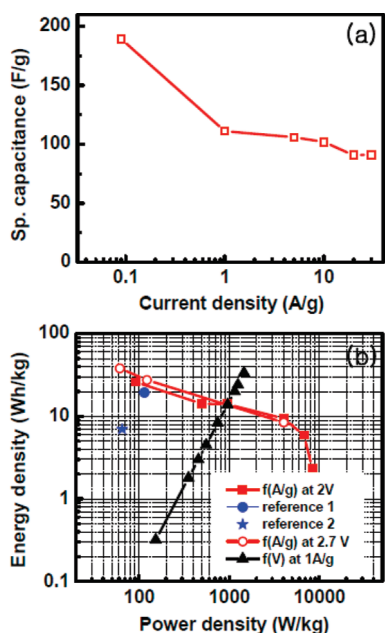 (a)
Sp. capacitance (F/g)
200
150
100
50
0
0.1 1 10
Current density (A/g)
(b)
Energy density (Wh/kg)
100
10
1
0.1
f(A/g) at 2V
reference 1
reference 2
f(A/g) at 2.7 V
f(V) at 1A/g
100 1000 10000
Power density (W/kg)